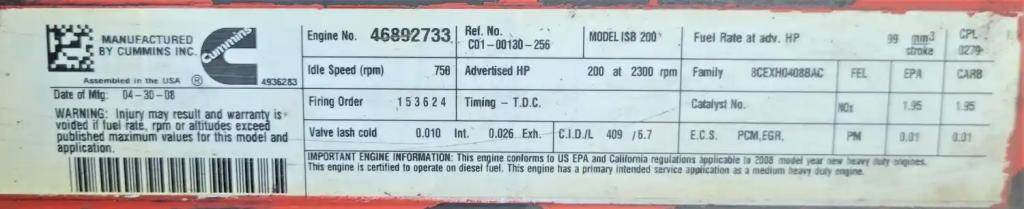 MANUFACTURED
BY CUMMINS INC.
Cummins
®
Assembled in the USA 4936283
Date of Mfg: 04-30-08
WARNING: Injury may result and warranty is
voided if fuel rate, rpm or altitudes exceed
published maximum values for this model and
application.
Engine No. 46892733 Ref. No. C01-00130-256 MODEL ISB 200 Fuel Rate at adv. HP 99 mm3 stroke CPL 0279
Idle Speed (rpm) 750 Advertised HP 200 at 2300 rpm Family 8CEXH0408BAC FEL EPA CARB
Firing Order 153624 Timing - T.D.C. Catalyst No. NOx 1.95 1.95
Valve lash cold 0.010 Int. 0.026 Exh. C.I.D./L 409 /6.7 E.C.S. PCM,EGR. PM 0.01 0.01
IMPORTANT ENGINE INFORMATION: This engine conforms to US EPA and California regulations applicable to 2008 model year new heavy duty engines.
This engine is certified to operate on diesel fuel. This engine has a primary intended service application as a medium heavy duty engine.